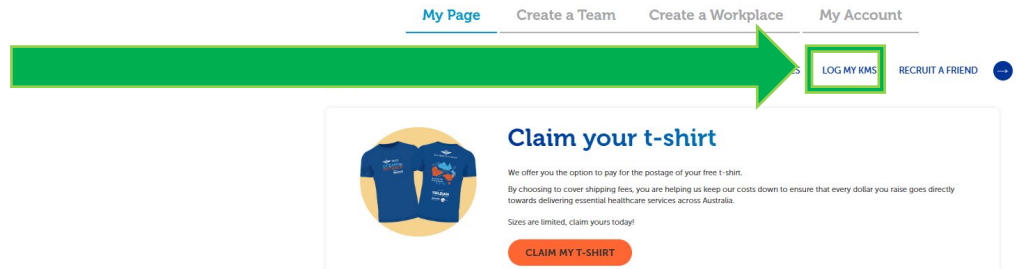 My Page Create a Team Create a Workplace My Account
LOG MY KMS RECRUIT A FRIEND
Claim your t-shirt
We offer you the option to pay for the postage of your free t-shirt.
By choosing to cover shipping fees, you are helping us keep our costs down to ensure that every dollar you raise goes directly
towards delivering essential healthcare services across Australia.
Sizes are limited, claim yours today!
CLAIM MY T-SHIRT